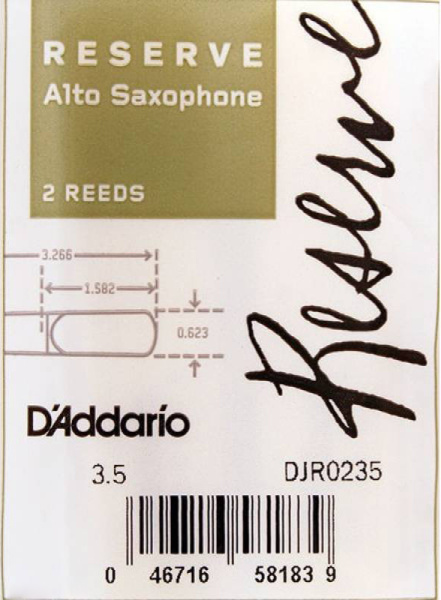 RESERVE
Alto Saxophone
2 REEDS
Reserve
3.266
1.582
0.623
D'Addario
3.5 DJR0235
0 46716 58183 9